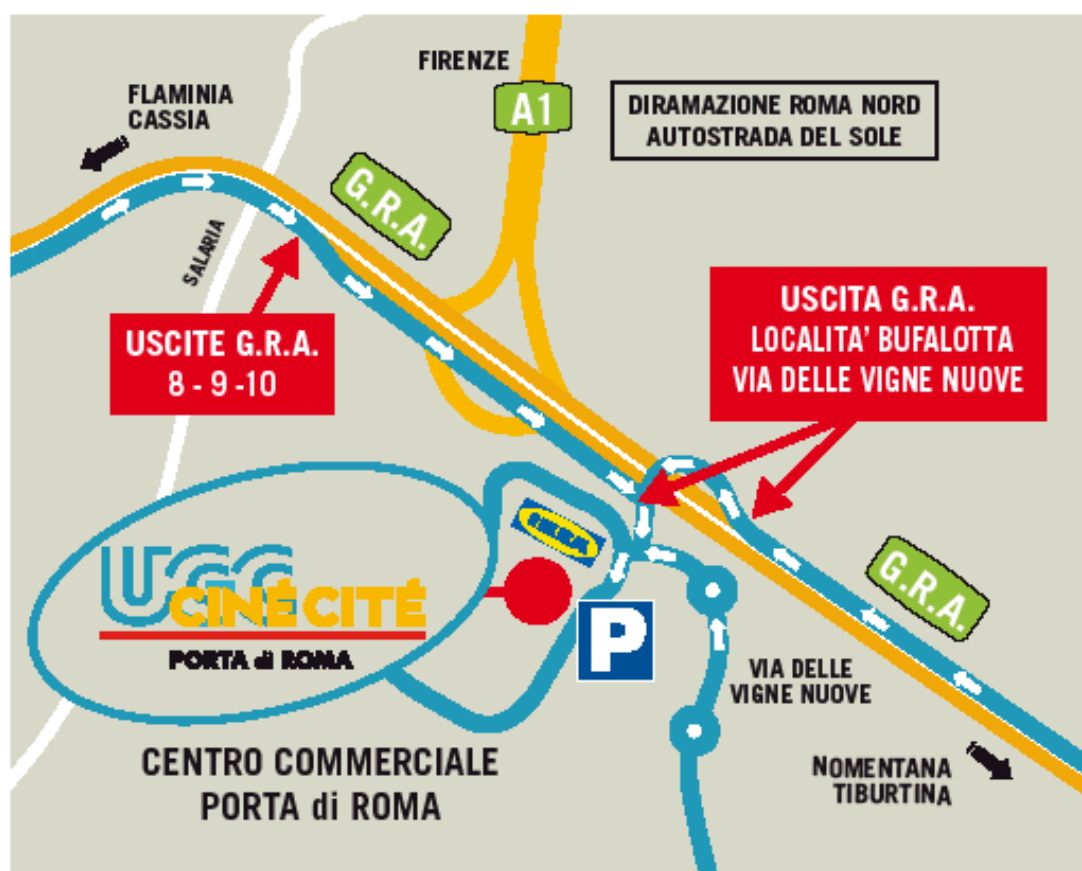 FIRENZE
A1
DIRAMAZIONE ROMA NORD
AUTOSTRADA DEL SOLE
FLAMINIA
CASSIA
G.R.A.
SALARIA
USCITE G.R.A.
8 - 9 -10
USCITA G.R.A.
LOCALITA' BUFALOTTA
VIA DELLE VIGNE NUOVE
IKEA
UGC
CINÉ CITÉ
PORTA di ROMA
P
G.R.A.
VIA DELLE
VIGNE NUOVE
NOMENTANA
TIBURTINA
CENTRO COMMERCIALE
PORTA di ROMA